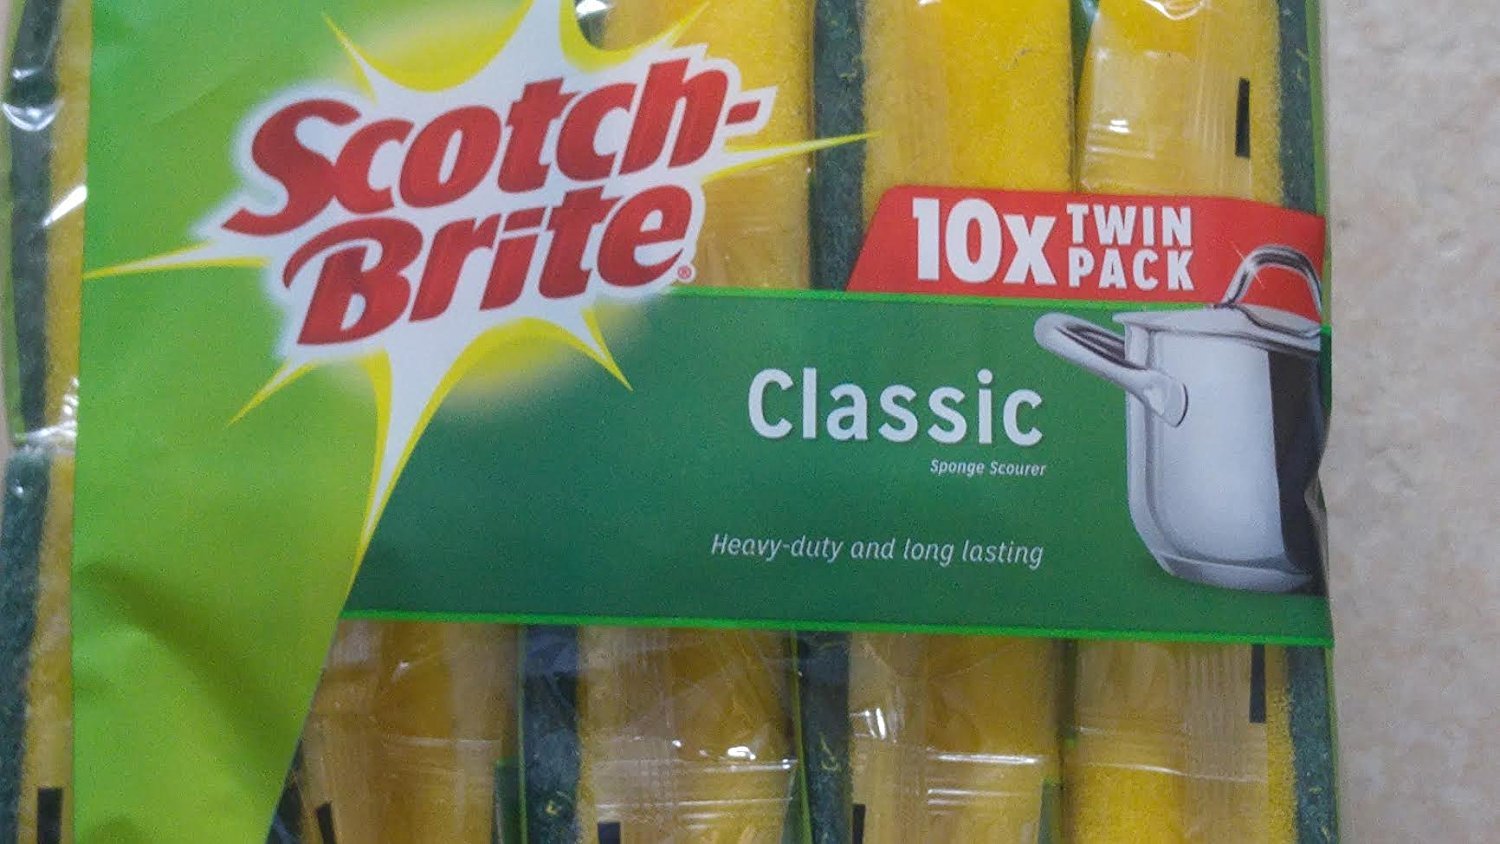 Scotch-
Brite®
10x TWIN
PACK
Classic
Sponge Scourer
Heavy-duty and long lasting